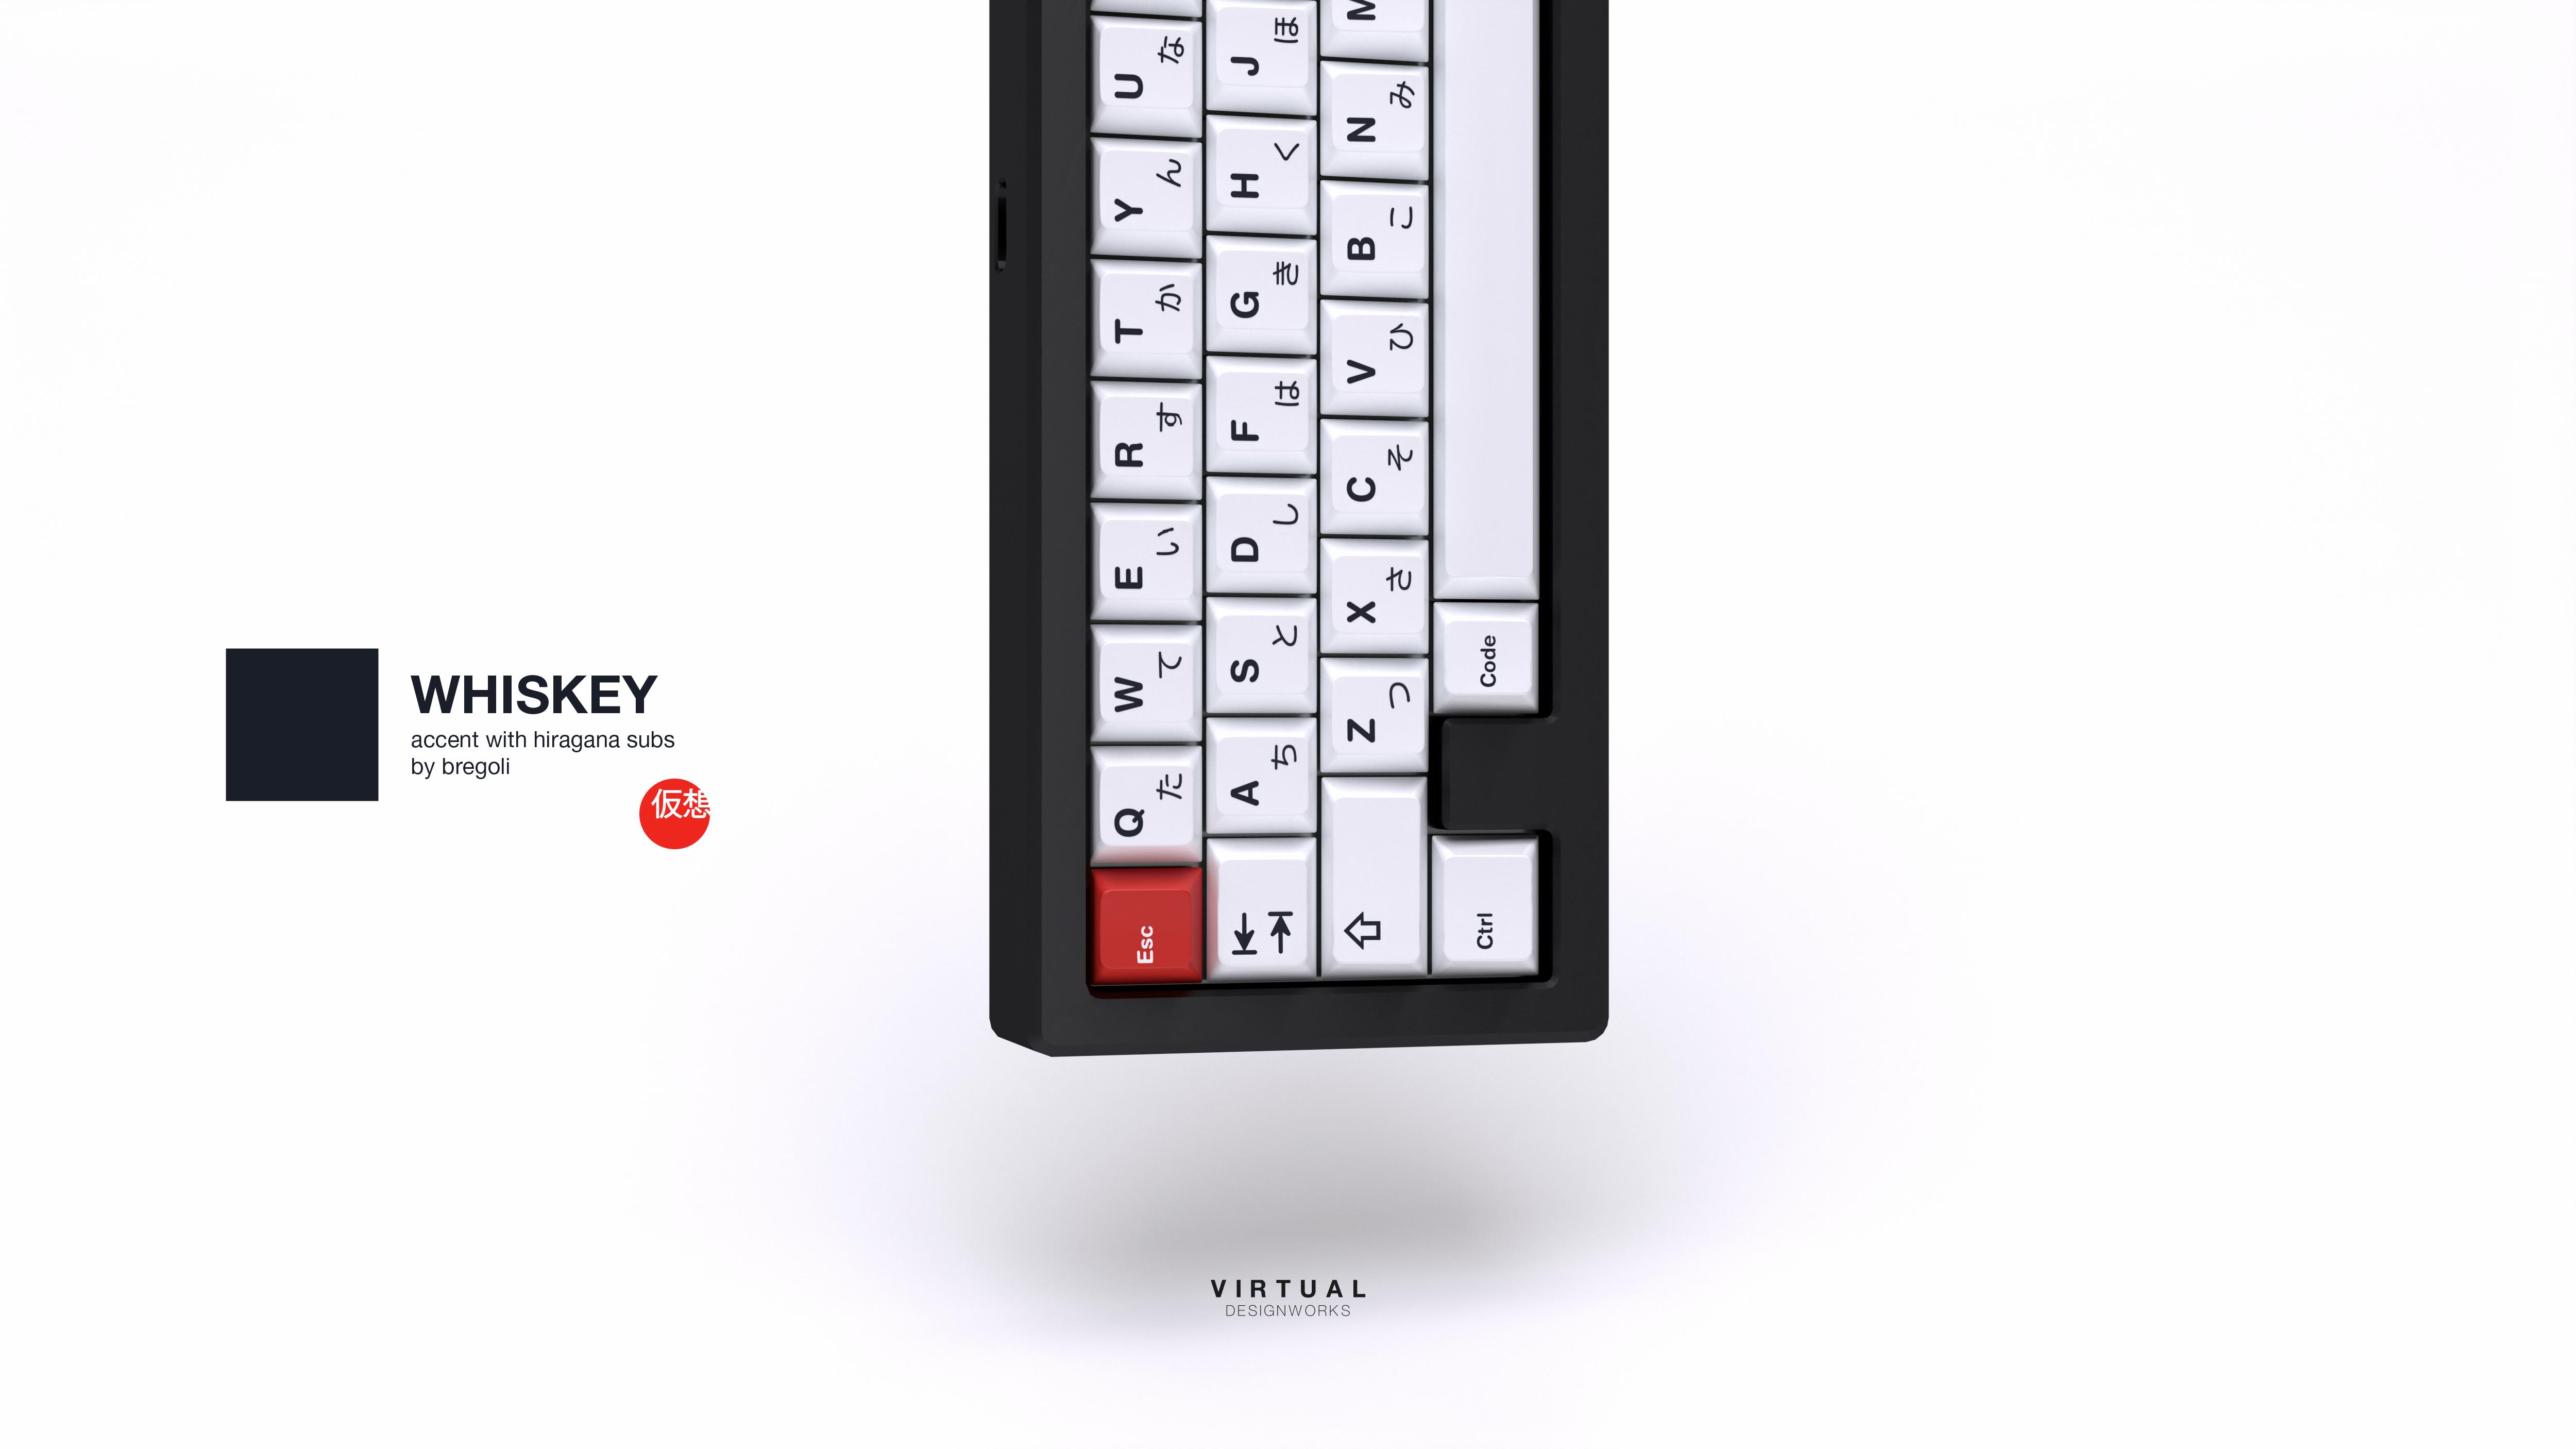 WHISKEY
accent with hiragana subs
by bregoli
仮想
Esc Q た W て E い R す T か Y ん U な
A ち S と D し F は G き H く J ほ
Z つ X さ C そ V ひ B こ N み M
Ctrl Code
VIRTUAL
DESIGNWORKS